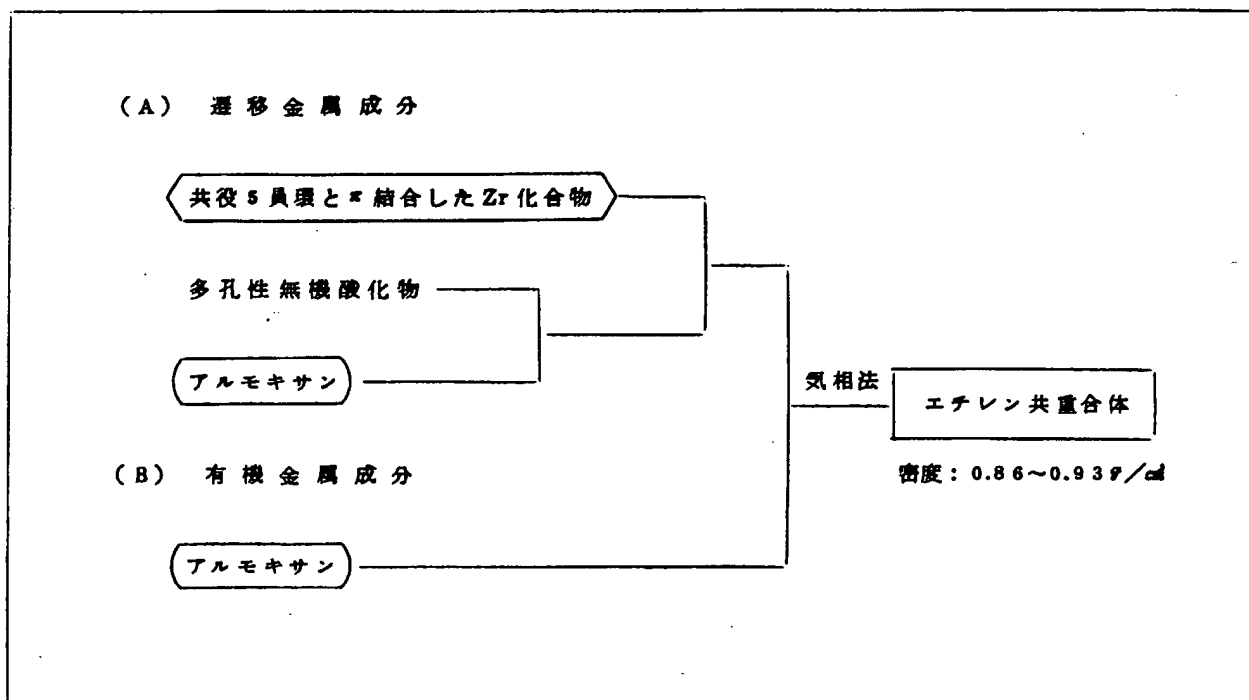 (A) 遷移金属成分
共役5員環とπ結合したZr化合物
多孔性無機酸化物
アルモキサン
気相法
エチレン共重合体
(B) 有機金属成分
密度：0.86～0.93g／cm³
アルモキサン